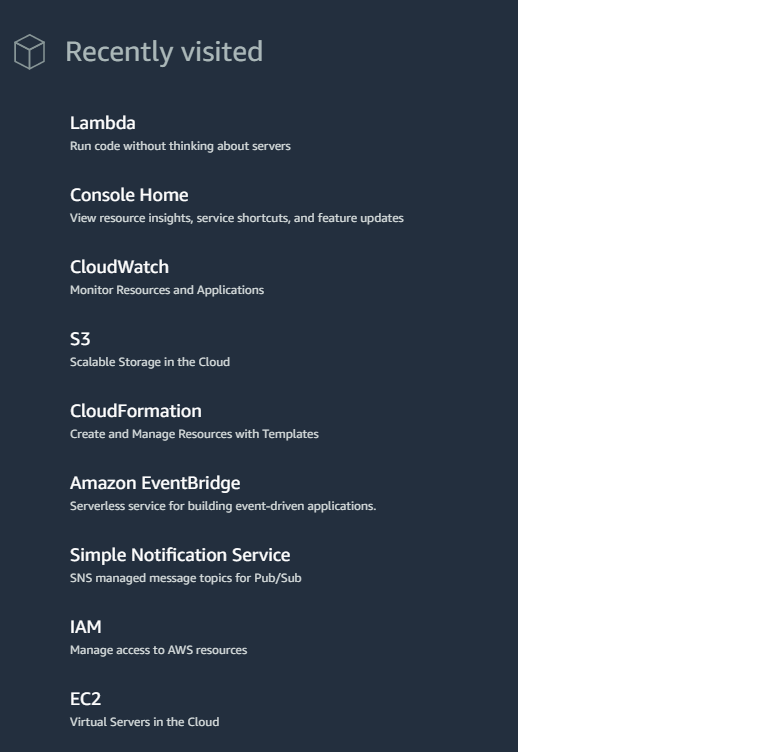 Recently visited
Lambda
Run code without thinking about servers
Console Home
View resource insights, service shortcuts, and feature updates
CloudWatch
Monitor Resources and Applications
S3
Scalable Storage in the Cloud
CloudFormation
Create and Manage Resources with Templates
Amazon EventBridge
Serverless service for building event-driven applications.
Simple Notification Service
SNS managed message topics for Pub/Sub
IAM
Manage access to AWS resources
EC2
Virtual Servers in the Cloud